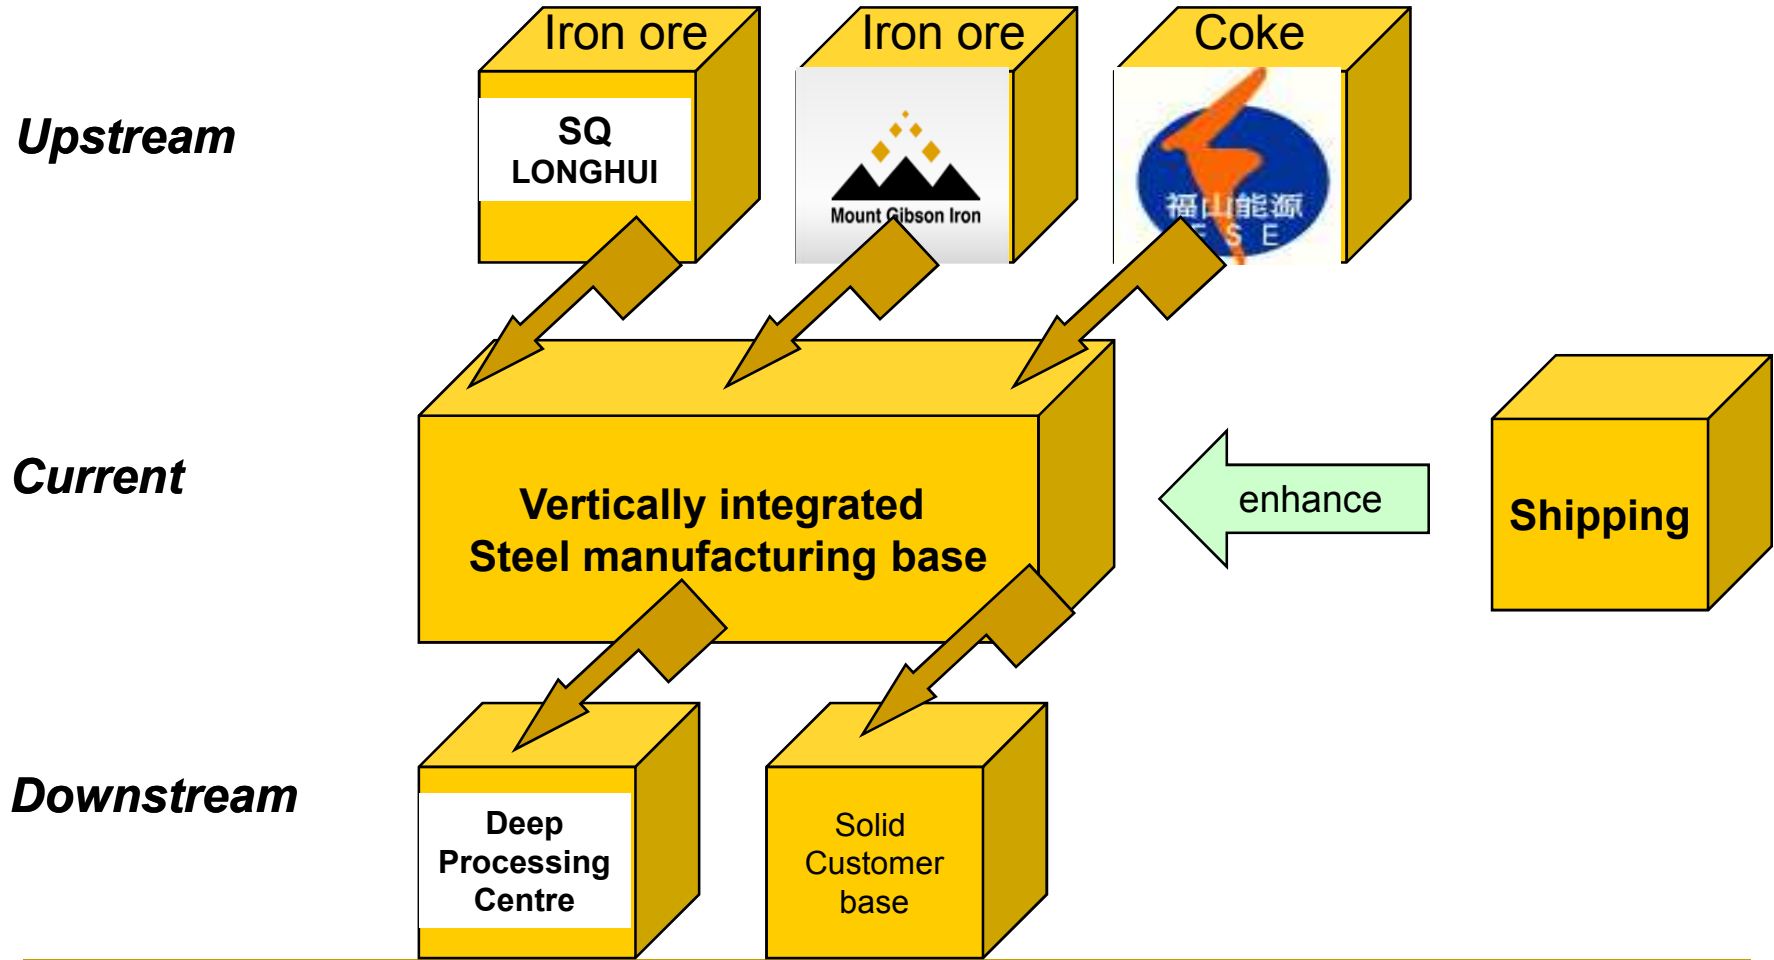 Iron ore
Iron ore
Coke
Upstream
SQ
LONGHUI
Mount Gibson Iron
福山能源
F S E
Current
Vertically integrated
Steel manufacturing base
enhance
Shipping
Downstream
Deep
Processing
Centre
Solid
Customer
base